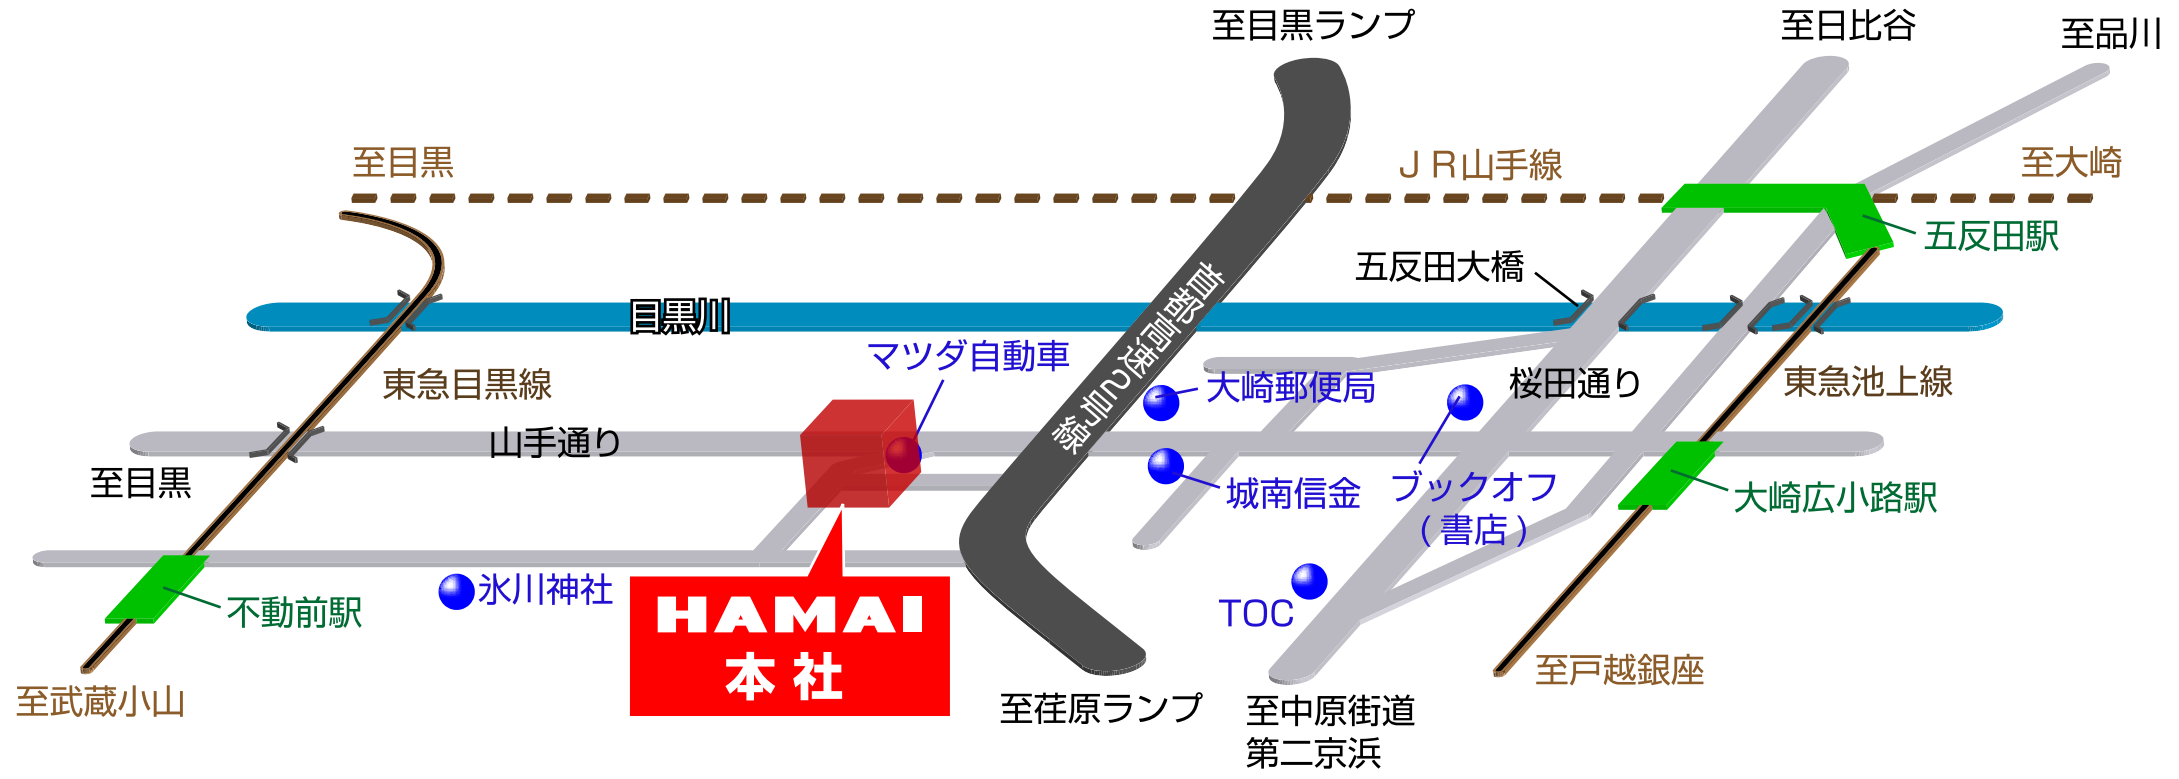 至目黒ランプ
至日比谷
至品川
至目黒
ＪＲ山手線
至大崎
五反田駅
五反田大橋
目黒川
首都高速2号線
マツダ自動車
東急目黒線
大崎郵便局
桜田通り
東急池上線
山手通り
至目黒
城南信金
ブックオフ
(書店)
大崎広小路駅
氷川神社
不動前駅
TOC
HAMAI
本社
至武蔵小山
至戸越銀座
至荏原ランプ
至中原街道
第二京浜